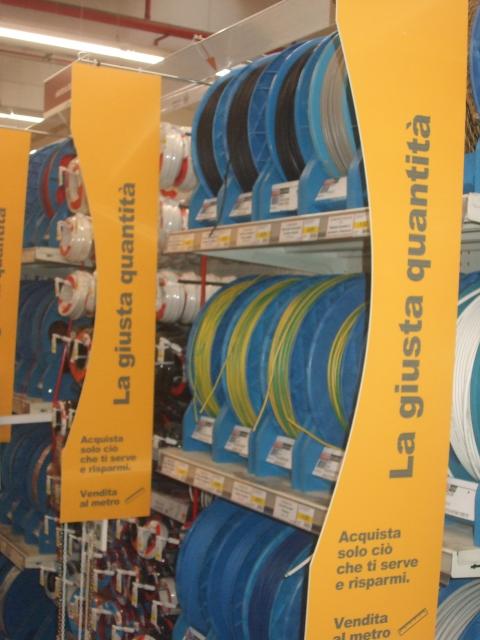 La giusta quantità
Acquista
solo ciò
che ti serve
e risparmi.
Vendita
al metro
La giusta quantità
Acquista
solo ciò
che ti serve
e risparmi.
Vendita
al metro